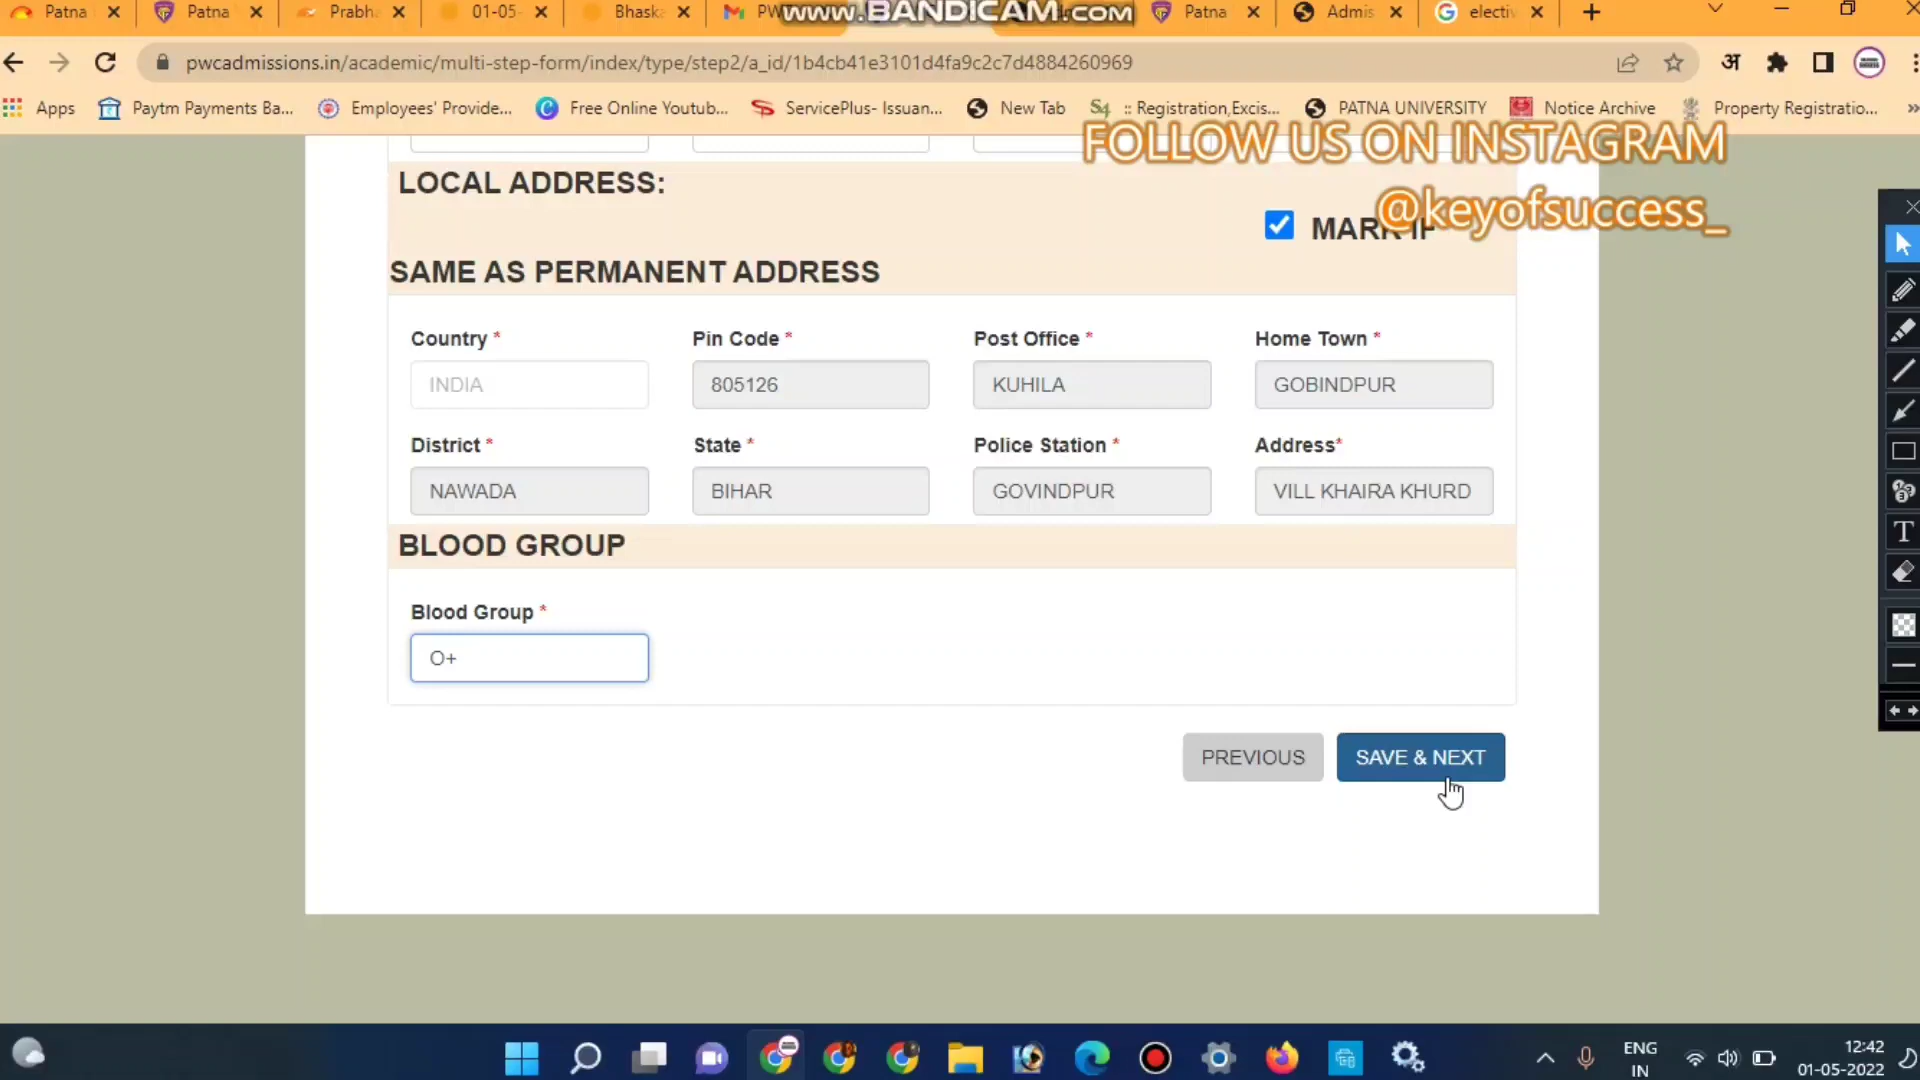 Patna
Patna
Prabh
01-05-
Bhask
PW
www.BANDICAM.com
Patna
Admis
electiv
pwcadmissions.in/academic/multi-step-form/index/type/step2/a_id/1b4cb41e3101d4fa9c2c7d4884260969
अ
Apps
Paytm Payments Ba...
Employees' Provide...
Free Online Youtub...
ServicePlus- Issuan...
New Tab
:: Registration,Excis...
PATNA UNIVERSITY
Notice Archive
Property Registratio...
FOLLOW US ON INSTAGRAM
@keyofsuccess_
LOCAL ADDRESS:
MARK IF
SAME AS PERMANENT ADDRESS
Country *
Pin Code *
Post Office *
Home Town *
INDIA
805126
KUHILA
GOBINDPUR
District *
State *
Police Station *
Address*
NAWADA
BIHAR
GOVINDPUR
VILL KHAIRA KHURD
BLOOD GROUP
Blood Group *
O+
PREVIOUS
SAVE & NEXT
T
ENG
IN
12:42
01-05-2022